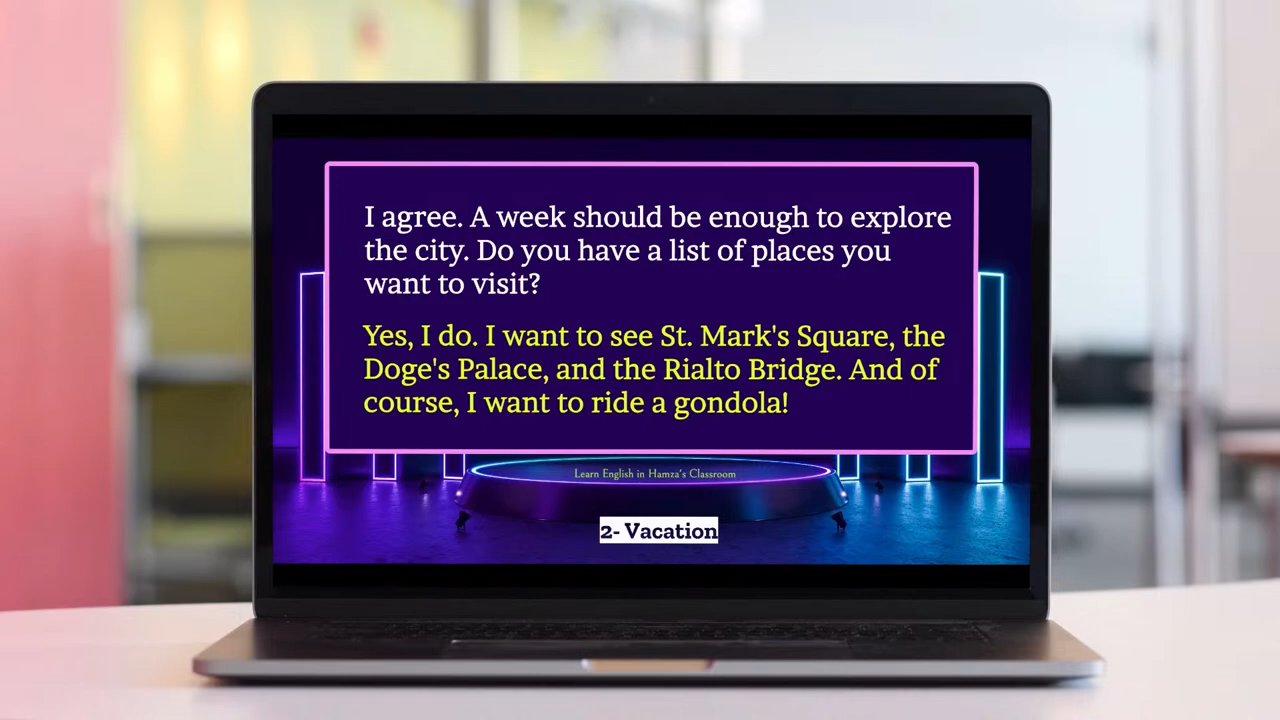 I agree. A week should be enough to explore
the city. Do you have a list of places you
want to visit?
Yes, I do. I want to see St. Mark's Square, the
Doge's Palace, and the Rialto Bridge. And of
course, I want to ride a gondola!
Learn English in Hamza's Classroom
2- Vacation